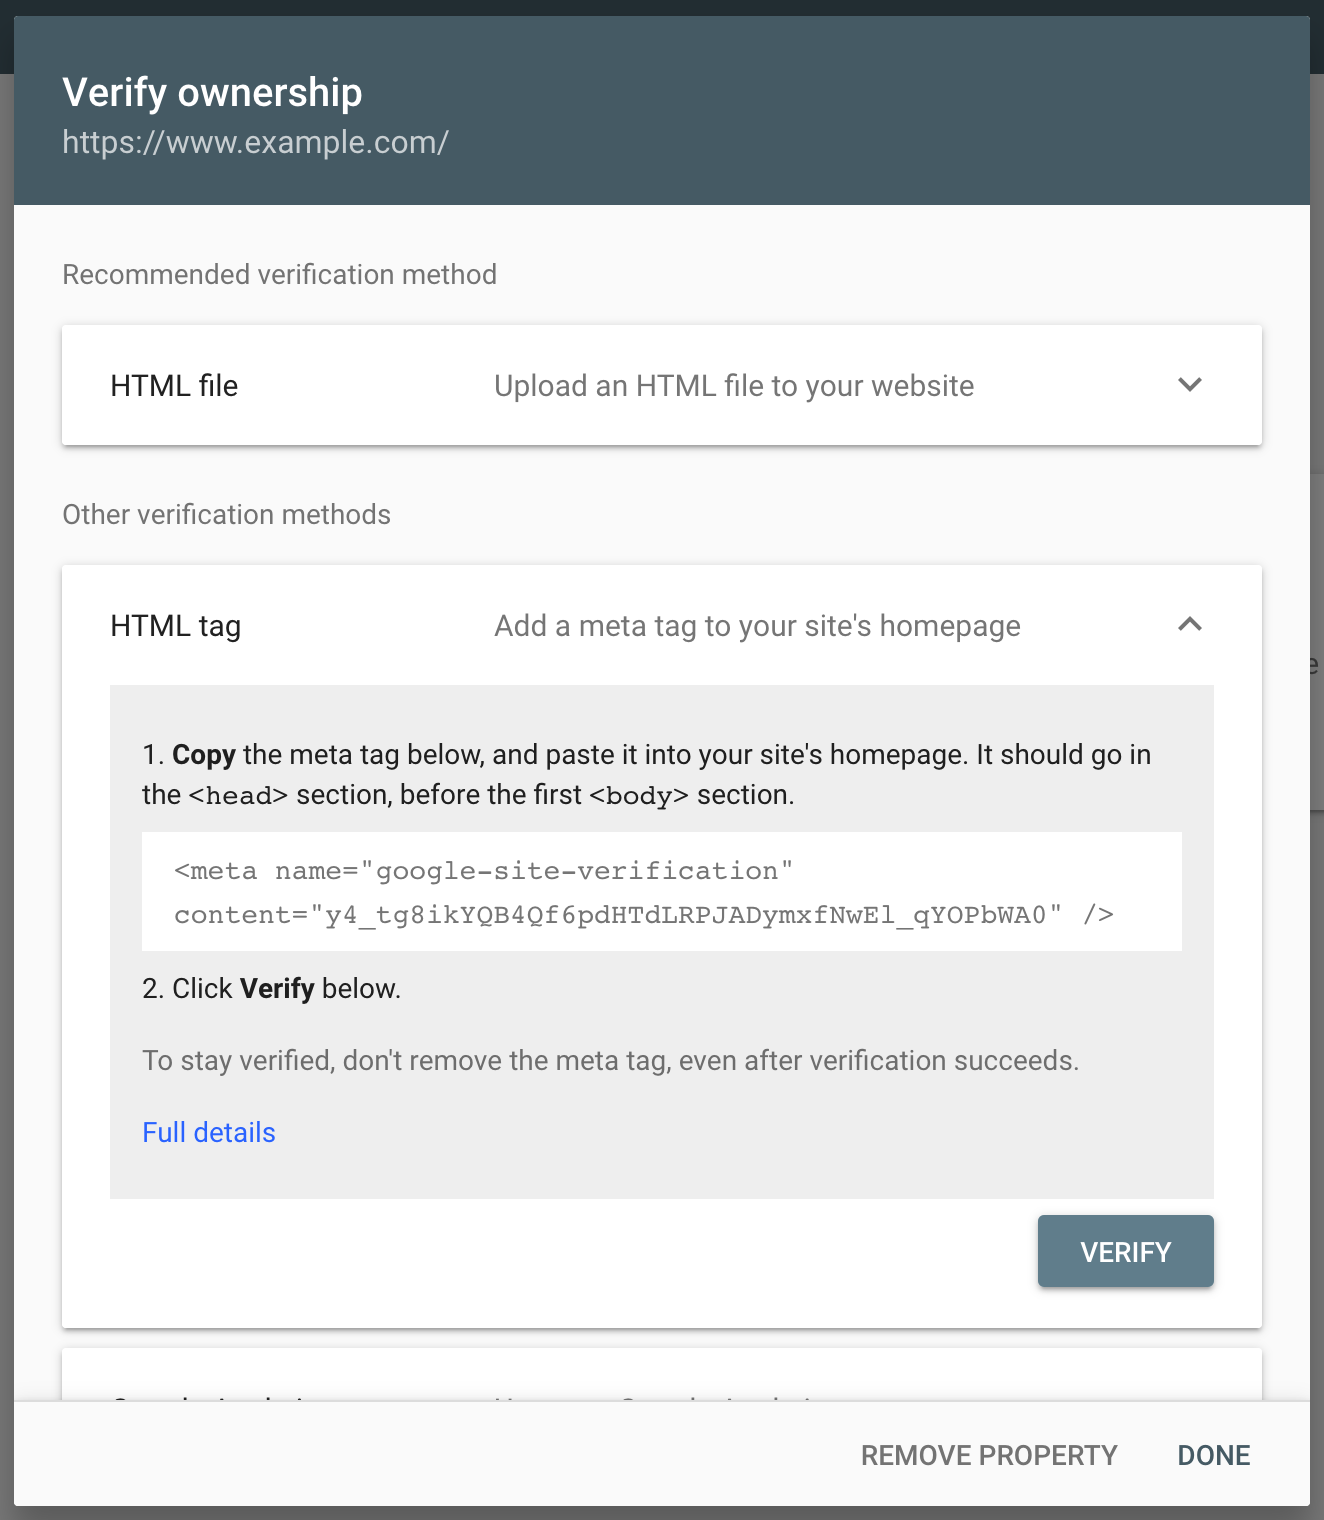 Verify ownership
https://www.example.com/
Recommended verification method
HTML file
Upload an HTML file to your website
Other verification methods
HTML tag
Add a meta tag to your site's homepage
1. Copy the meta tag below, and paste it into your site's homepage. It should go in
the <head> section, before the first <body> section.
<meta name="google-site-verification"
content="y4_tg8ikYQB4Qf6pdHTdLRPJADymxfNwEl_qYOPbWA0" />
2. Click Verify below.
To stay verified, don't remove the meta tag, even after verification succeeds.
Full details
VERIFY
REMOVE PROPERTY
DONE